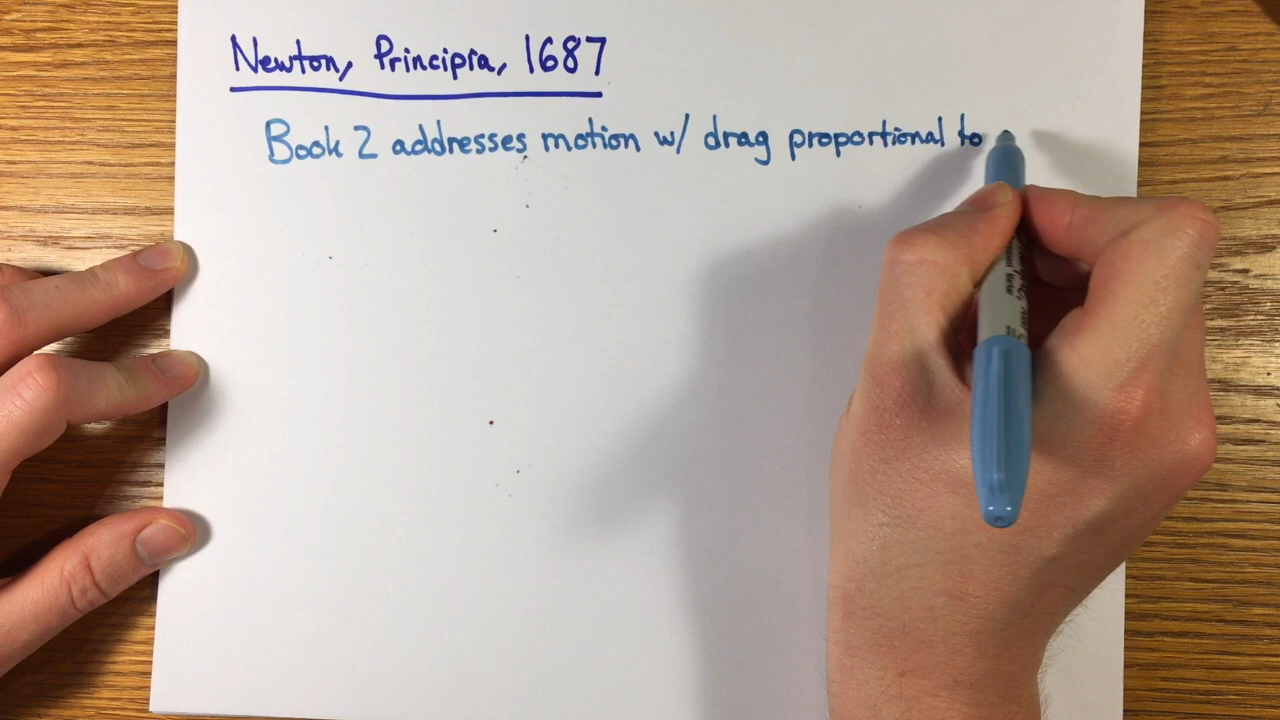 Newton, Principia, 1687
Book 2 addresses motion w/ drag proportional to